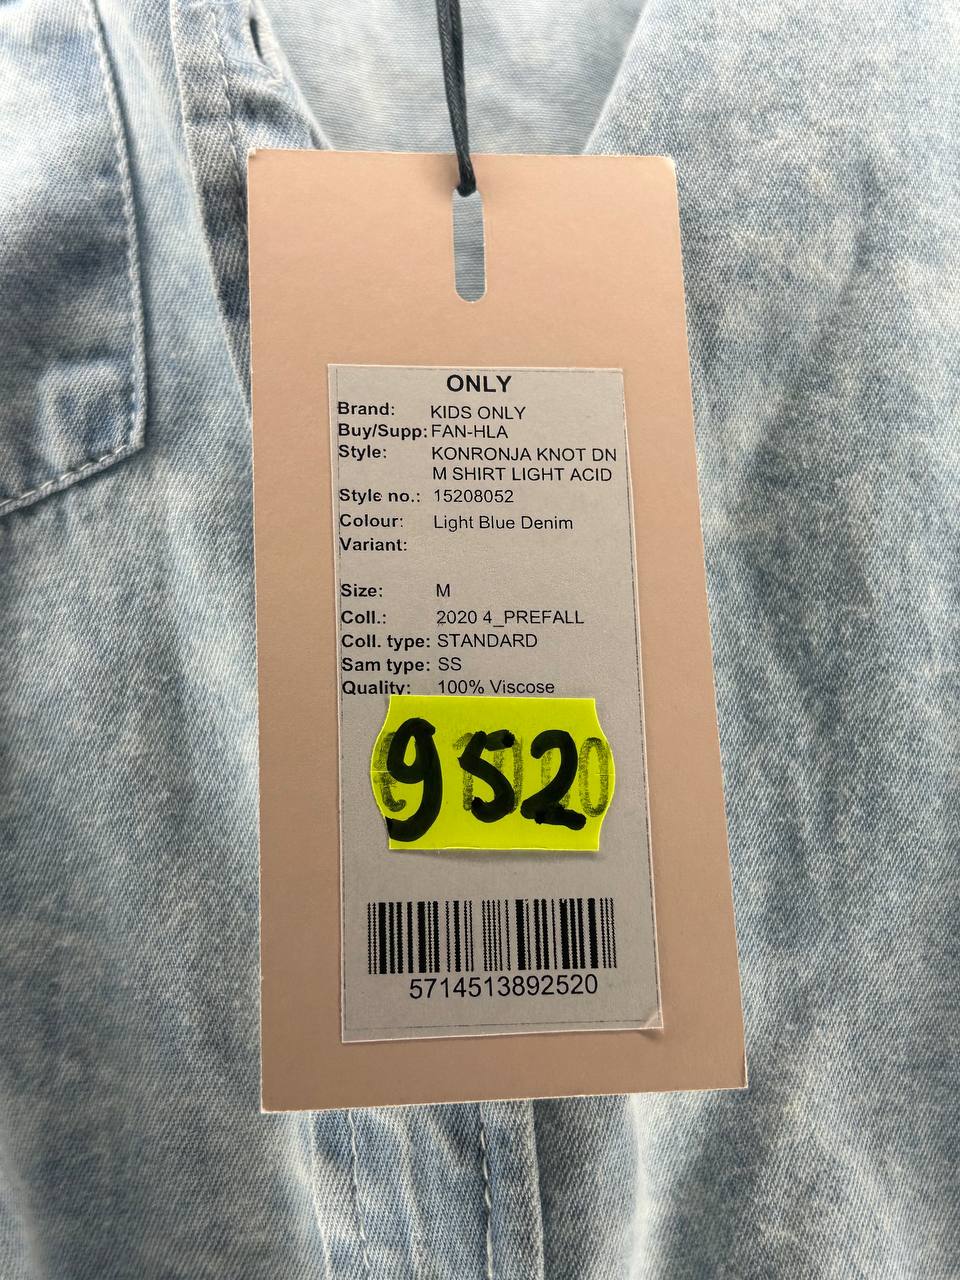 ONLY
Brand: KIDS ONLY
Buy/Supp: FAN-HLA
Style: KONRONJA KNOT DN
M SHIRT LIGHT ACID
Style no.: 15208052
Colour: Light Blue Denim
Variant:
Size: M
Coll.: 2020 4_PREFALL
Coll. type: STANDARD
Sam type: SS
Quality: 100% Viscose
952
5714513892520